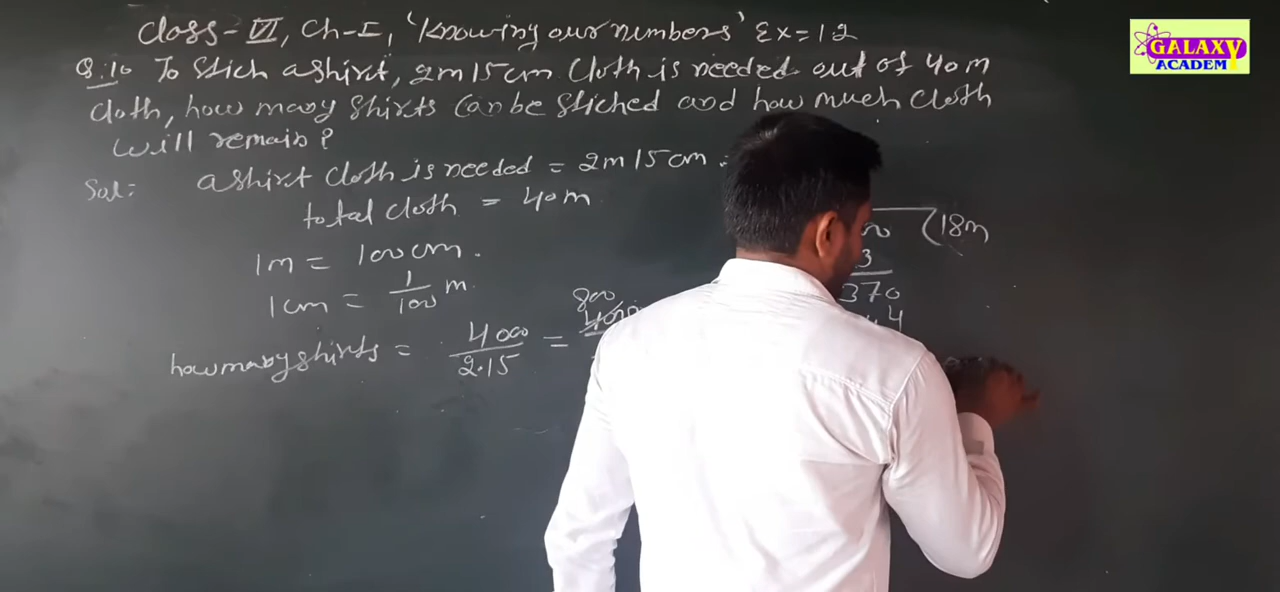 Class-VI, Ch-I, 'Knowing our numbers' Ex=1.2
GALAXY
ACADEM
Q.10 To Stich a shirt, 2m 15cm Cloth is needed. out of 40m
cloth, how many shirts can be stiched and how much cloth
will remain?
Sol: a shirt cloth is needed = 2m 15cm.
total cloth = 40m
1m = 100cm.
1cm = 1/100 m.
how many shirts = 4000/2.15 =
800
(18m
3
370
4